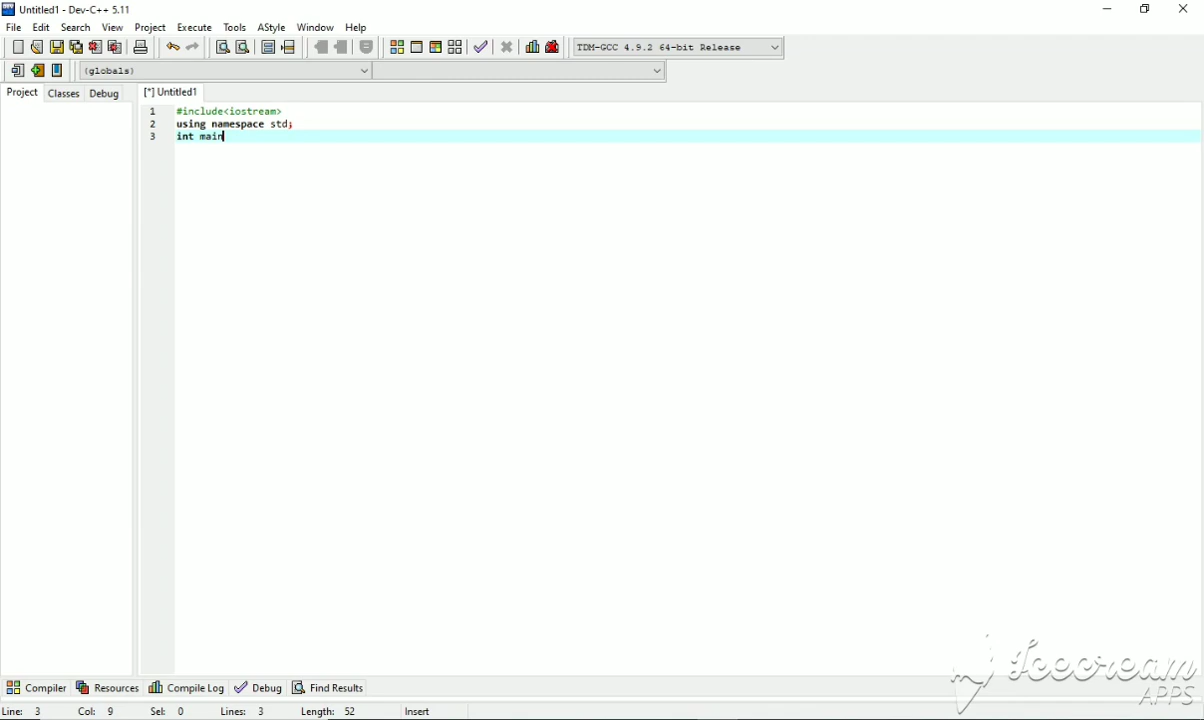 Untitled1 - Dev-C++ 5.11
File Edit Search View Project Execute Tools AStyle Window Help
TDM-GCC 4.9.2 64-bit Release
(globals)
Project Classes Debug [*] Untitled1
1 #include<iostream>
2 using namespace std;
3 int main
Icecream
APPS
Compiler Resources Compile Log Debug Find Results
Line: 3 Col: 9 Sel: 0 Lines: 3 Length: 52 Insert